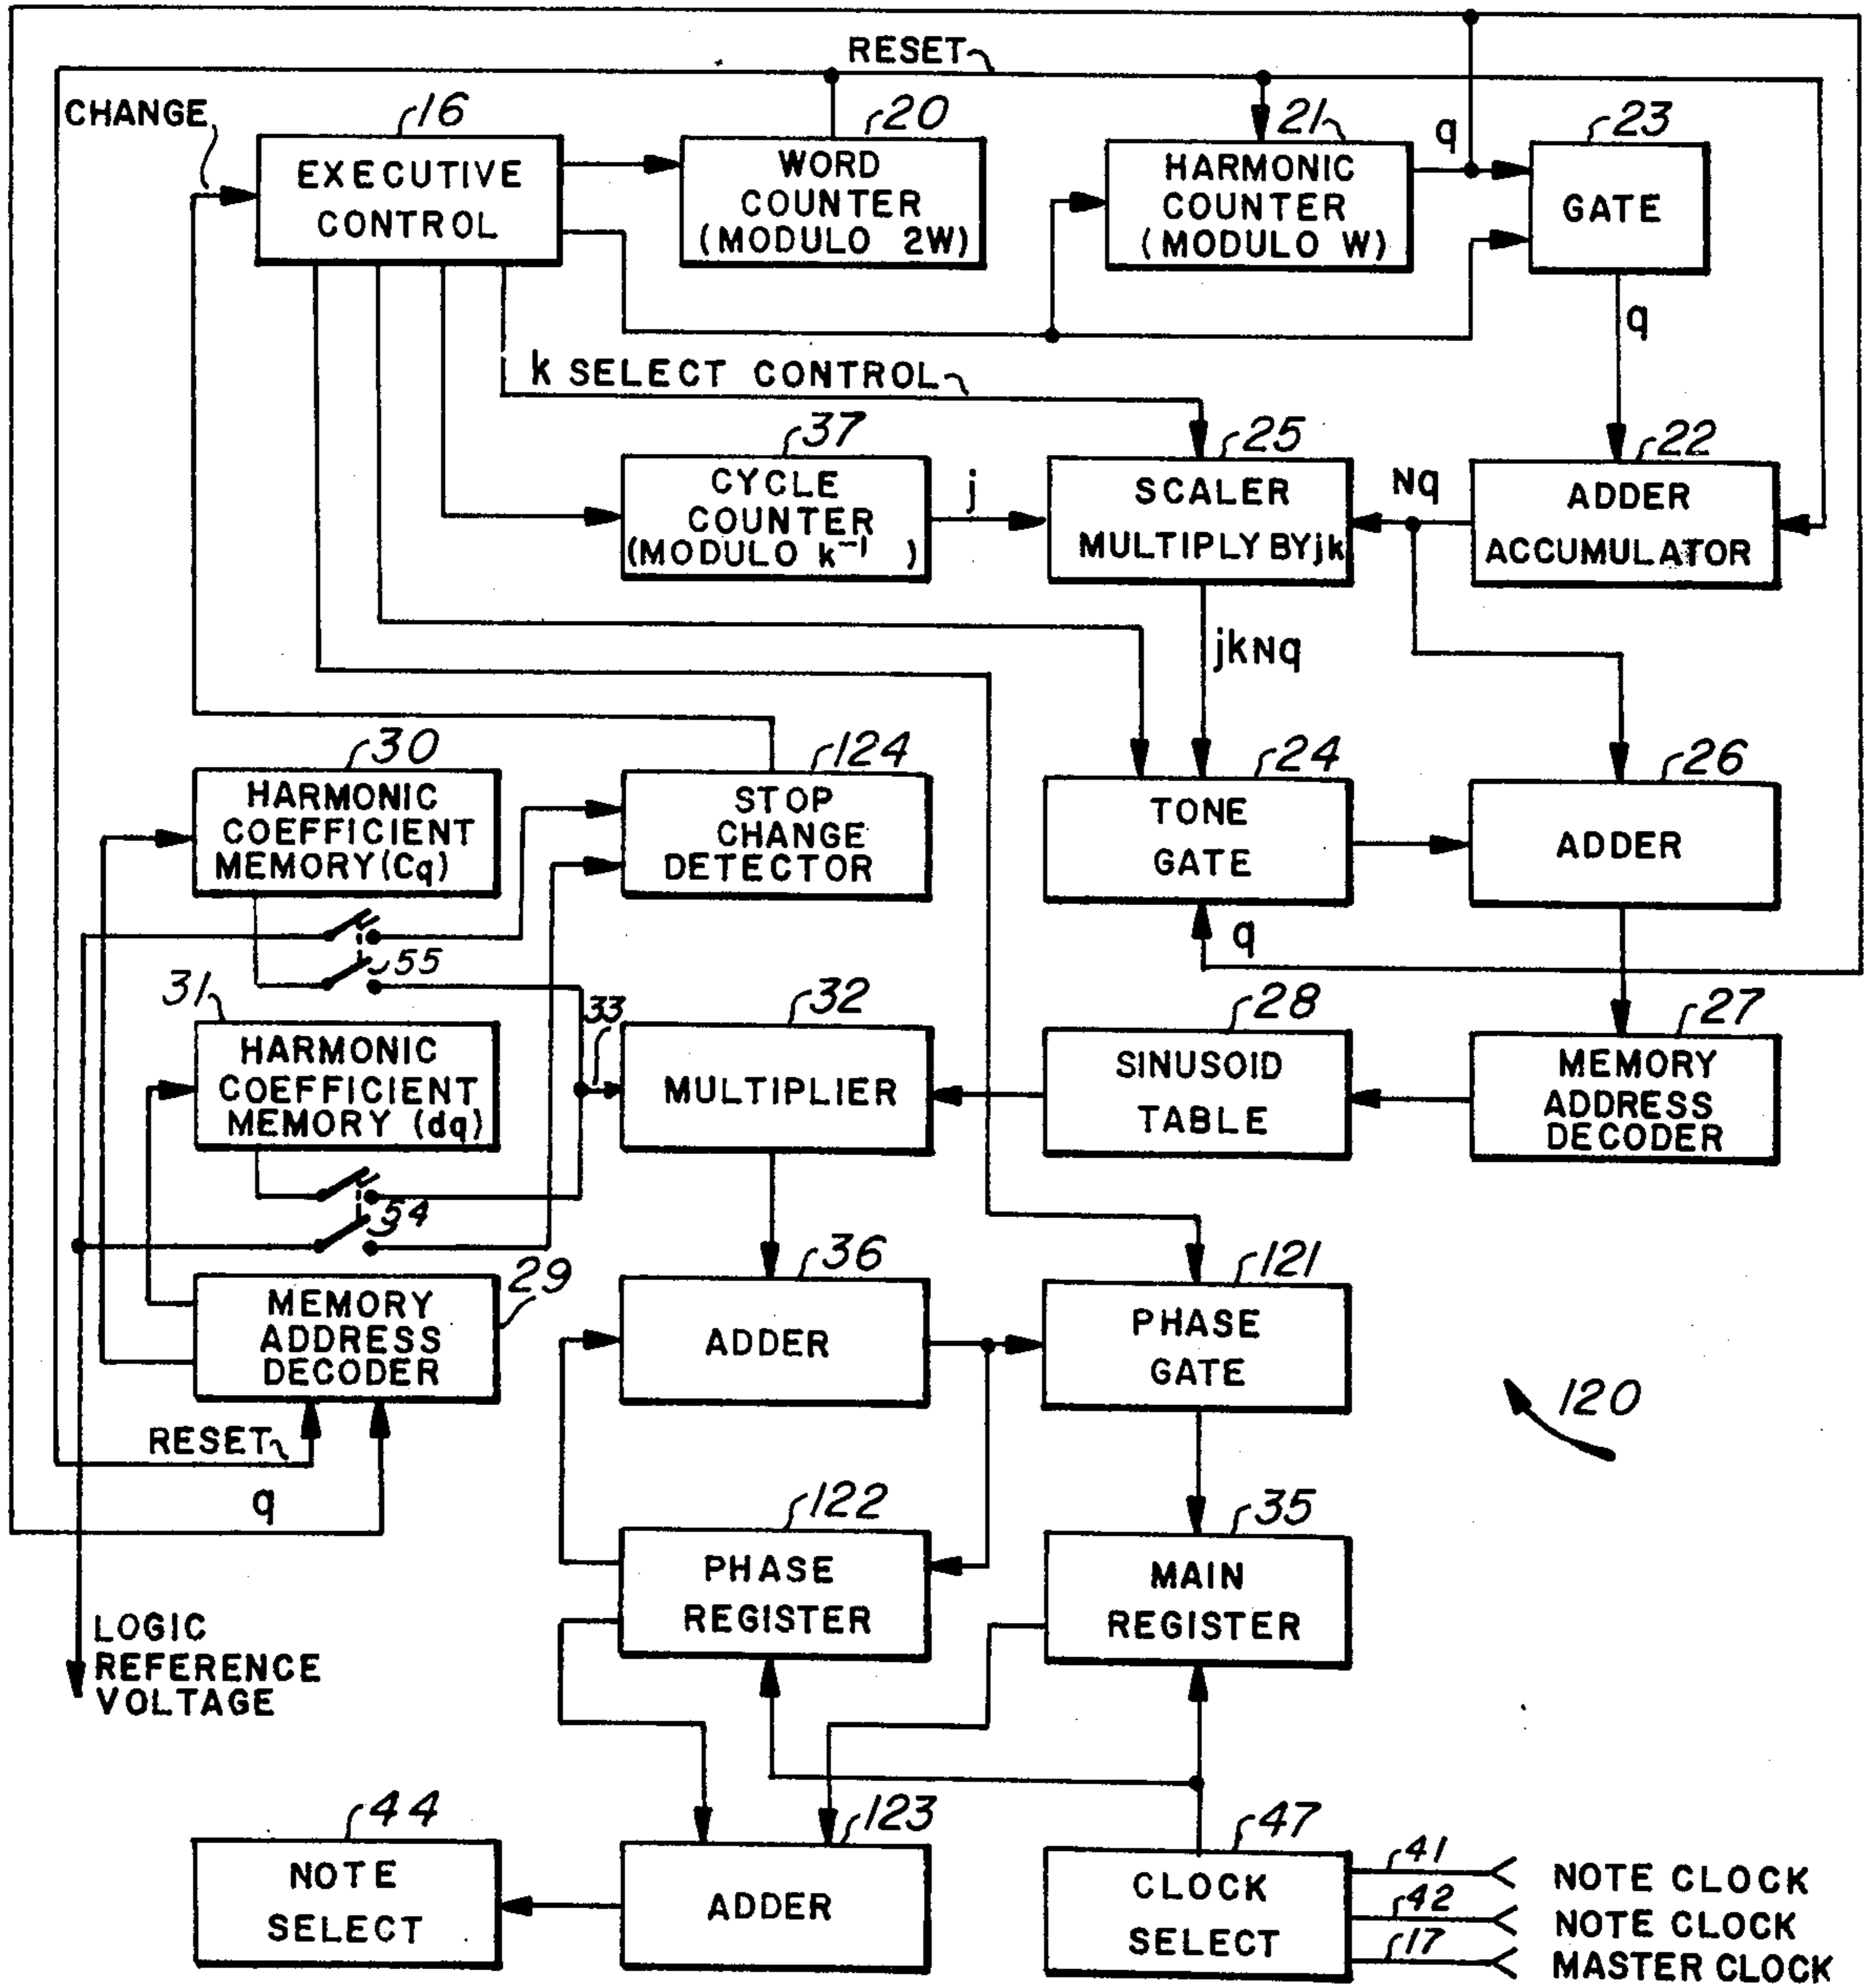 RESET
CHANGE
16
EXECUTIVE
CONTROL
20
WORD
COUNTER
(MODULO 2W)
21
HARMONIC
COUNTER
(MODULO W)
q
23
GATE
q
k SELECT CONTROL
37
CYCLE
COUNTER
(MODULO k⁻¹ )
j
25
SCALER
MULTIPLY BY jk
Nq
22
ADDER
ACCUMULATOR
jkNq
30
HARMONIC
COEFFICIENT
MEMORY (Cq)
124
STOP
CHANGE
DETECTOR
24
TONE
GATE
26
ADDER
q
55
31
HARMONIC
COEFFICIENT
MEMORY (dq)
33
32
MULTIPLIER
28
SINUSOID
TABLE
27
MEMORY
ADDRESS
DECODER
54
29
MEMORY
ADDRESS
DECODER
36
ADDER
121
PHASE
GATE
120
RESET
q
122
PHASE
REGISTER
35
MAIN
REGISTER
LOGIC
REFERENCE
VOLTAGE
44
NOTE
SELECT
123
ADDER
47
CLOCK
SELECT
41
NOTE CLOCK
42
NOTE CLOCK
17
MASTER CLOCK